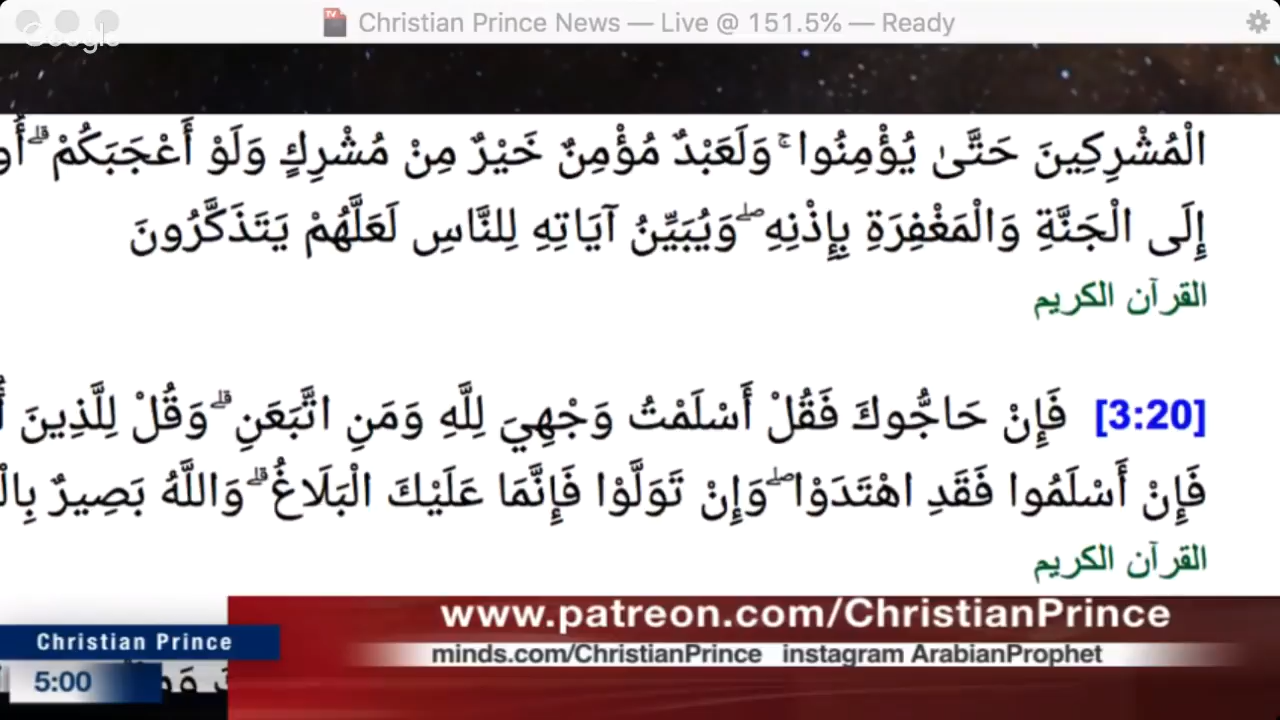 Christian Prince News — Live @ 151.5% — Ready
Google
الْمُشْرِكِينَ حَتَّىٰ يُؤْمِنُوا ۚ وَلَعَبْدٌ مُؤْمِنٌ خَيْرٌ مِنْ مُشْرِكٍ وَلَوْ أَعْجَبَكُمْ ۗ
إِلَى الْجَنَّةِ وَالْمَغْفِرَةِ بِإِذْنِهِ ۖ وَيُبَيِّنُ آيَاتِهِ لِلنَّاسِ لَعَلَّهُمْ يَتَذَكَّرُونَ
القرآن الكريم
[3:20] فَإِنْ حَاجُّوكَ فَقُلْ أَسْلَمْتُ وَجْهِيَ لِلَّهِ وَمَنِ اتَّبَعَنِ ۗ وَقُلْ لِلَّذِينَ
فَإِنْ أَسْلَمُوا فَقَدِ اهْتَدَوْا ۖ وَإِنْ تَوَلَّوْا فَإِنَّمَا عَلَيْكَ الْبَلَاغُ ۗ وَاللَّهُ بَصِيرٌ
القرآن الكريم
www.patreon.com/ChristianPrince
Christian Prince
minds.com/ChristianPrince instagram ArabianProphet
5:00